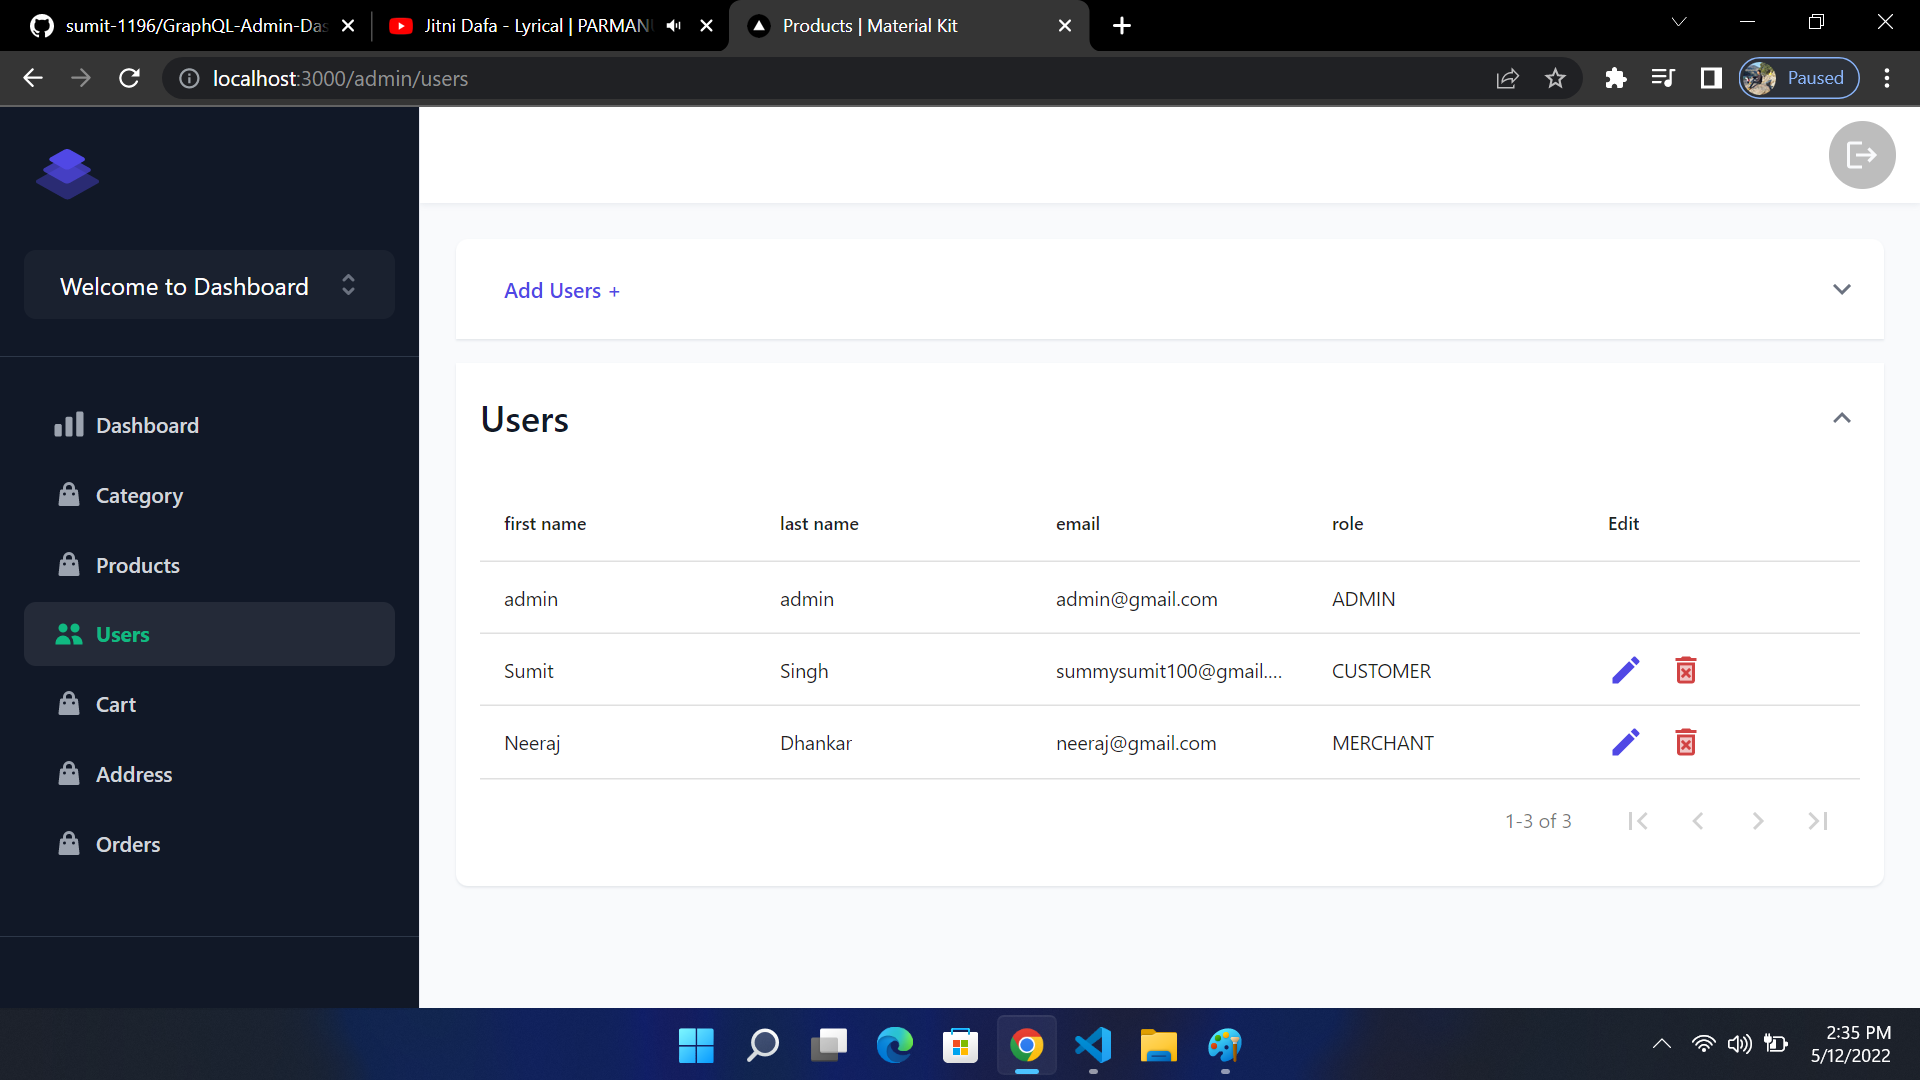 sumit-1196/GraphQL-Admin-Das
Jitni Dafa - Lyrical | PARMANU
Products | Material Kit
localhost:3000/admin/users
Paused
Welcome to Dashboard
Dashboard
Category
Products
Users
Cart
Address
Orders
Add Users +
Users
first name last name email role Edit
admin admin admin@gmail.com ADMIN
Sumit Singh summysumit100@gmail.... CUSTOMER
Neeraj Dhankar neeraj@gmail.com MERCHANT
1-3 of 3
2:35 PM
5/12/2022